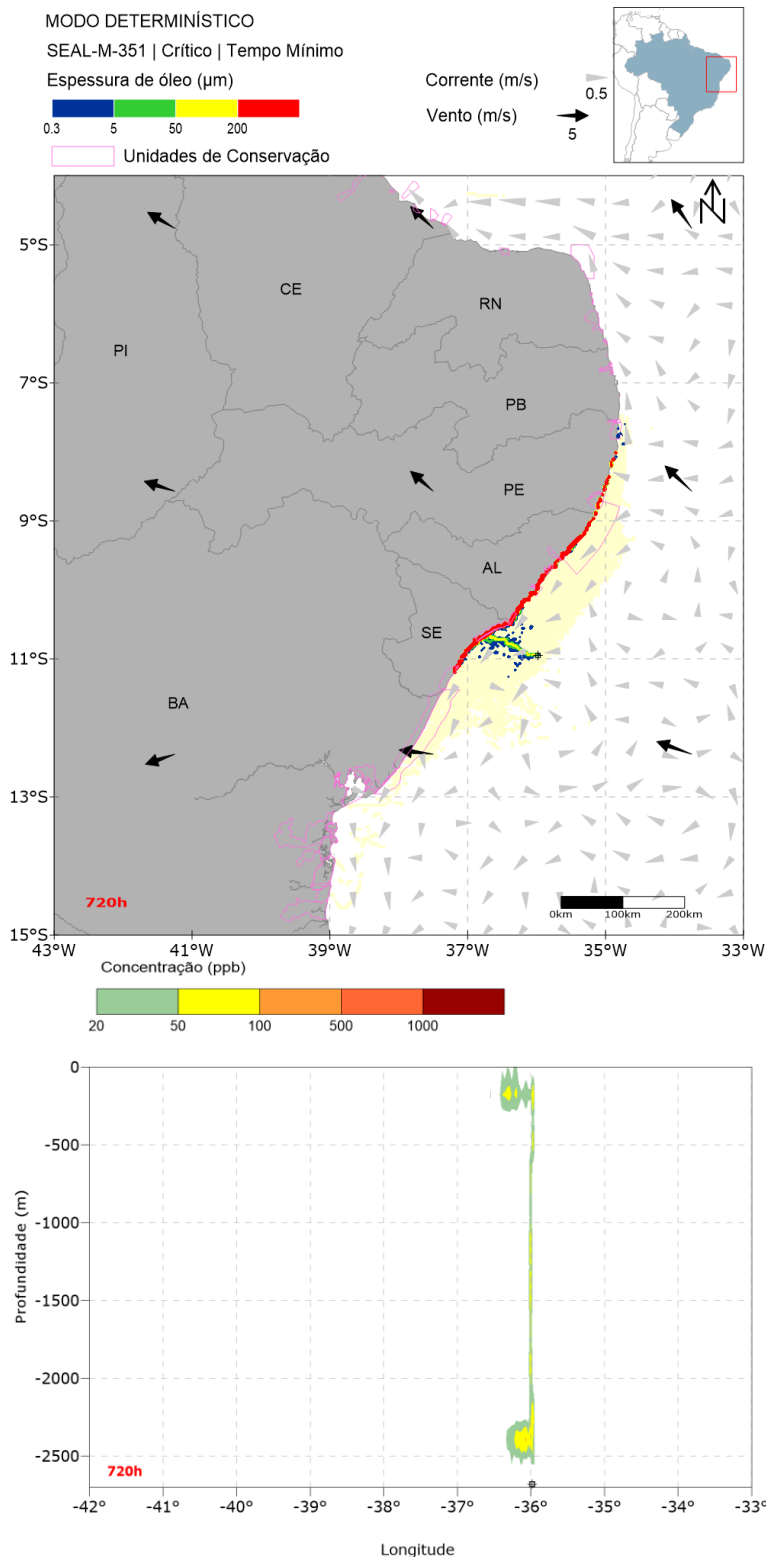 MODO DETERMINÍSTICO
SEAL-M-351 | Crítico | Tempo Mínimo
Espessura de óleo (µm)
0.3 5 50 200
Unidades de Conservação
Corrente (m/s)
0.5
Vento (m/s)
5
N
5°S
7°S
9°S
11°S
13°S
15°S
CE
RN
PI
PB
PE
AL
SE
BA
720h
0km 100km 200km
43°W 41°W 39°W 37°W 35°W 33°W
Concentração (ppb)
20 50 100 500 1000
Profundidade (m)
0
-500
-1000
-1500
-2000
-2500
720h
-42° -41° -40° -39° -38° -37° -36° -35° -34° -33°
Longitude